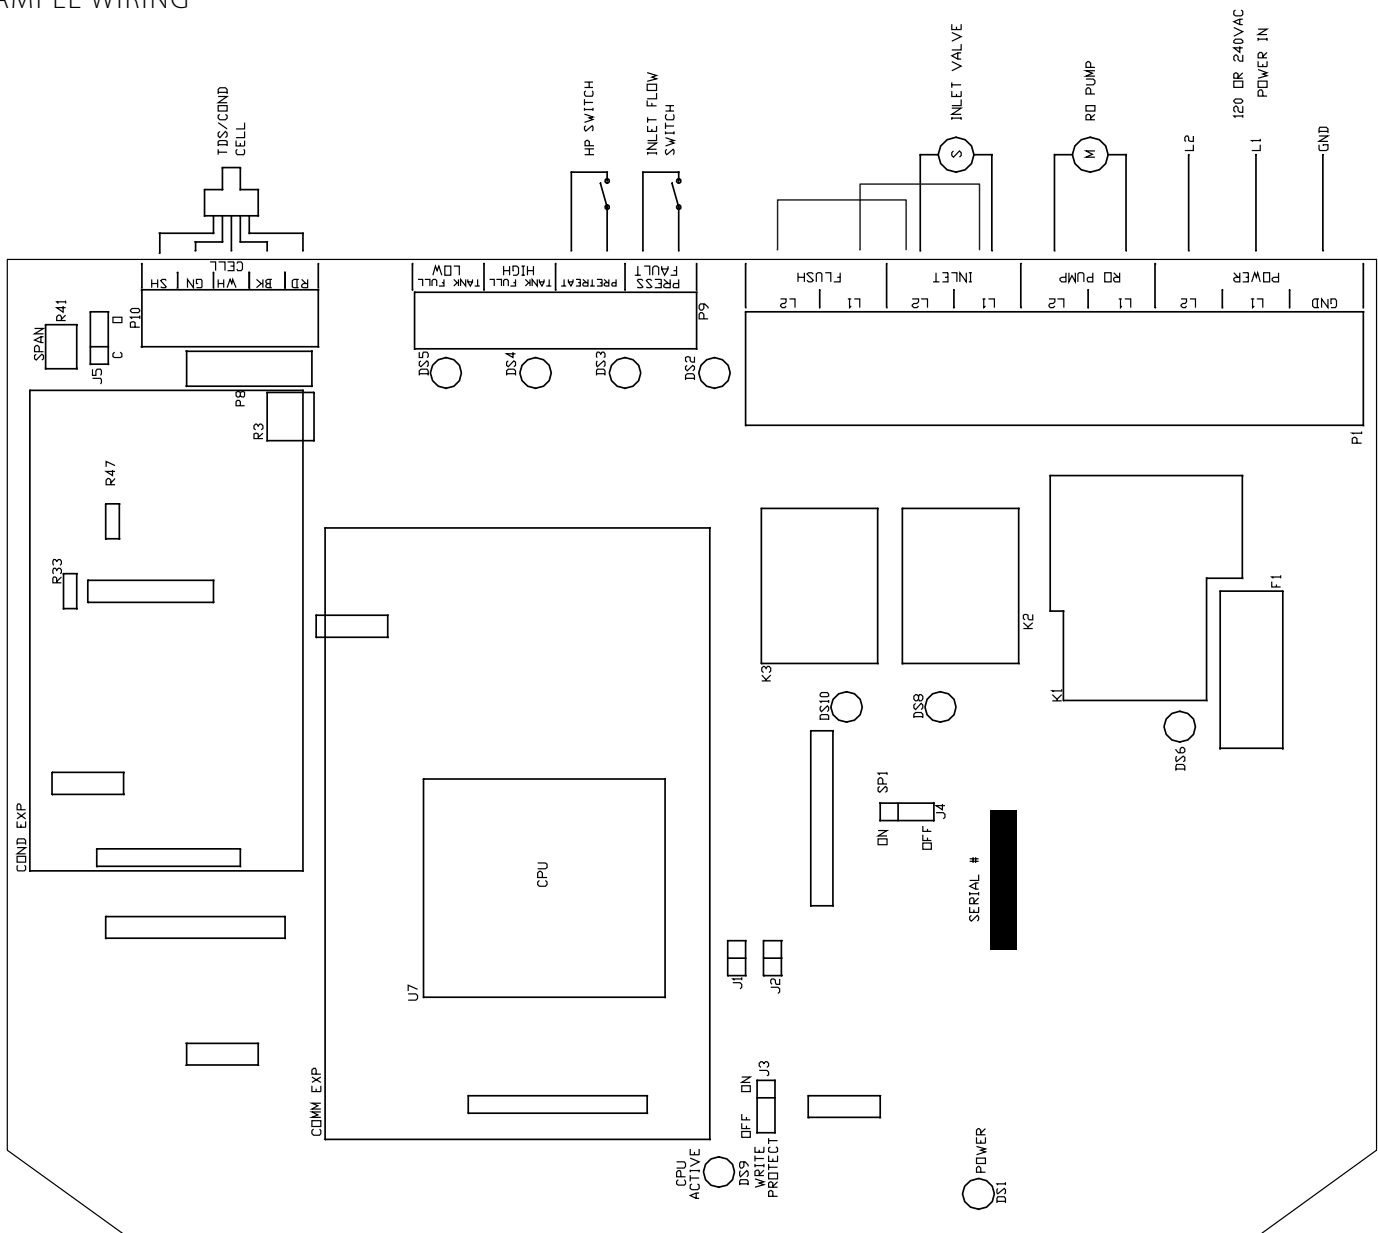 AMPLE WIRING
TDS/COND
CELL
HP SWITCH
INLET FLOW
SWITCH
INLET VALVE
S
RO PUMP
M
120 OR 240VAC
POWER IN
L2
L1
GND
CELL
SH
GN
WH
BK
RD
TANK FULL
LOW
TANK FULL
HIGH
PRETREAT
PRESS
FAULT
FLUSH
L2
L1
INLET
L2
L1
RO PUMP
L2
L1
POWER
L2
L1
GND
SPAN
R41
J5
O
C
P10
P8
R3
DS5
DS4
DS3
DS2
P9
P1
R47
R33
COND EXP
K3
K2
K1
F1
DS10
DS8
DS6
SP1
ON
OFF
J4
SERIAL #
CPU
U7
COMM EXP
J1
J2
J3
ON
OFF
WRITE
PROTECT
CPU
ACTIVE
DS9
POWER
DS1